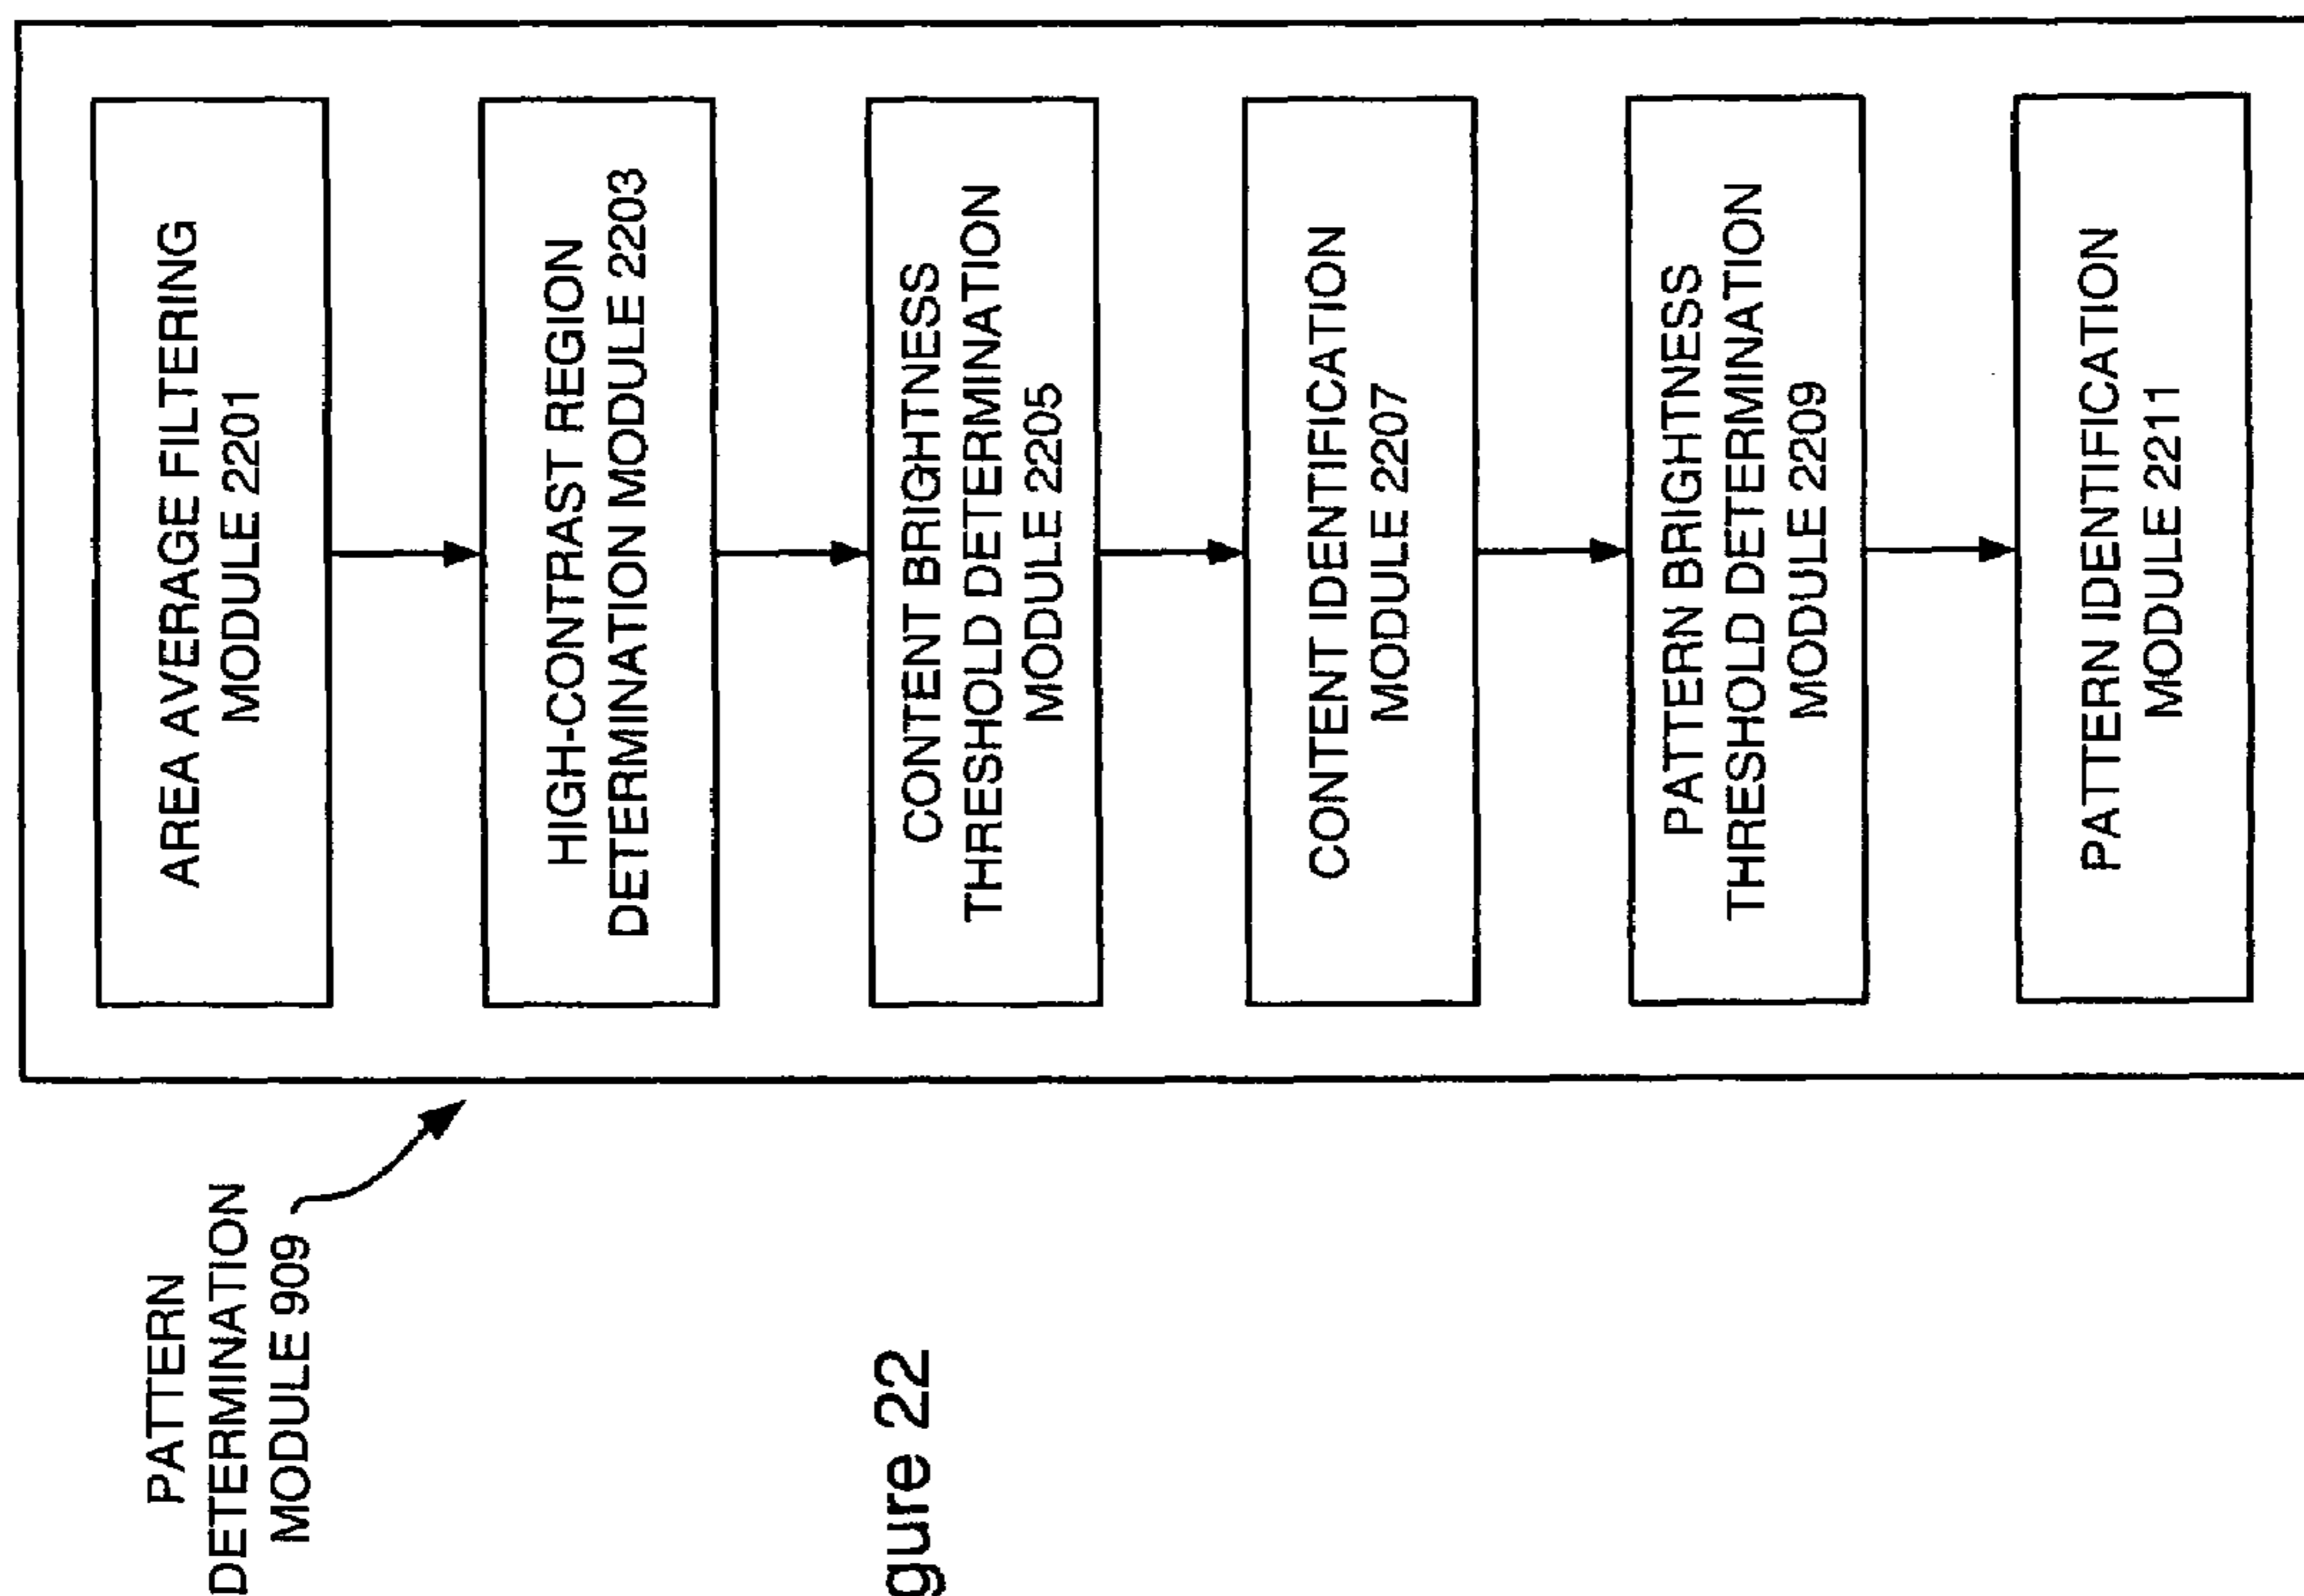 PATTERN
DETERMINATION
MODULE 909
AREA AVERAGE FILTERING
MODULE 2201
HIGH-CONTRAST REGION
DETERMINATION MODULE 2203
CONTENT BRIGHTNESS
THRESHOLD DETERMINATION
MODULE 2205
CONTENT IDENTIFICATION
MODULE 2207
PATTERN BRIGHTNESS
THRESHOLD DETERMINATION
MODULE 2209
PATTERN IDENTIFICATION
MODULE 2211
gure 22